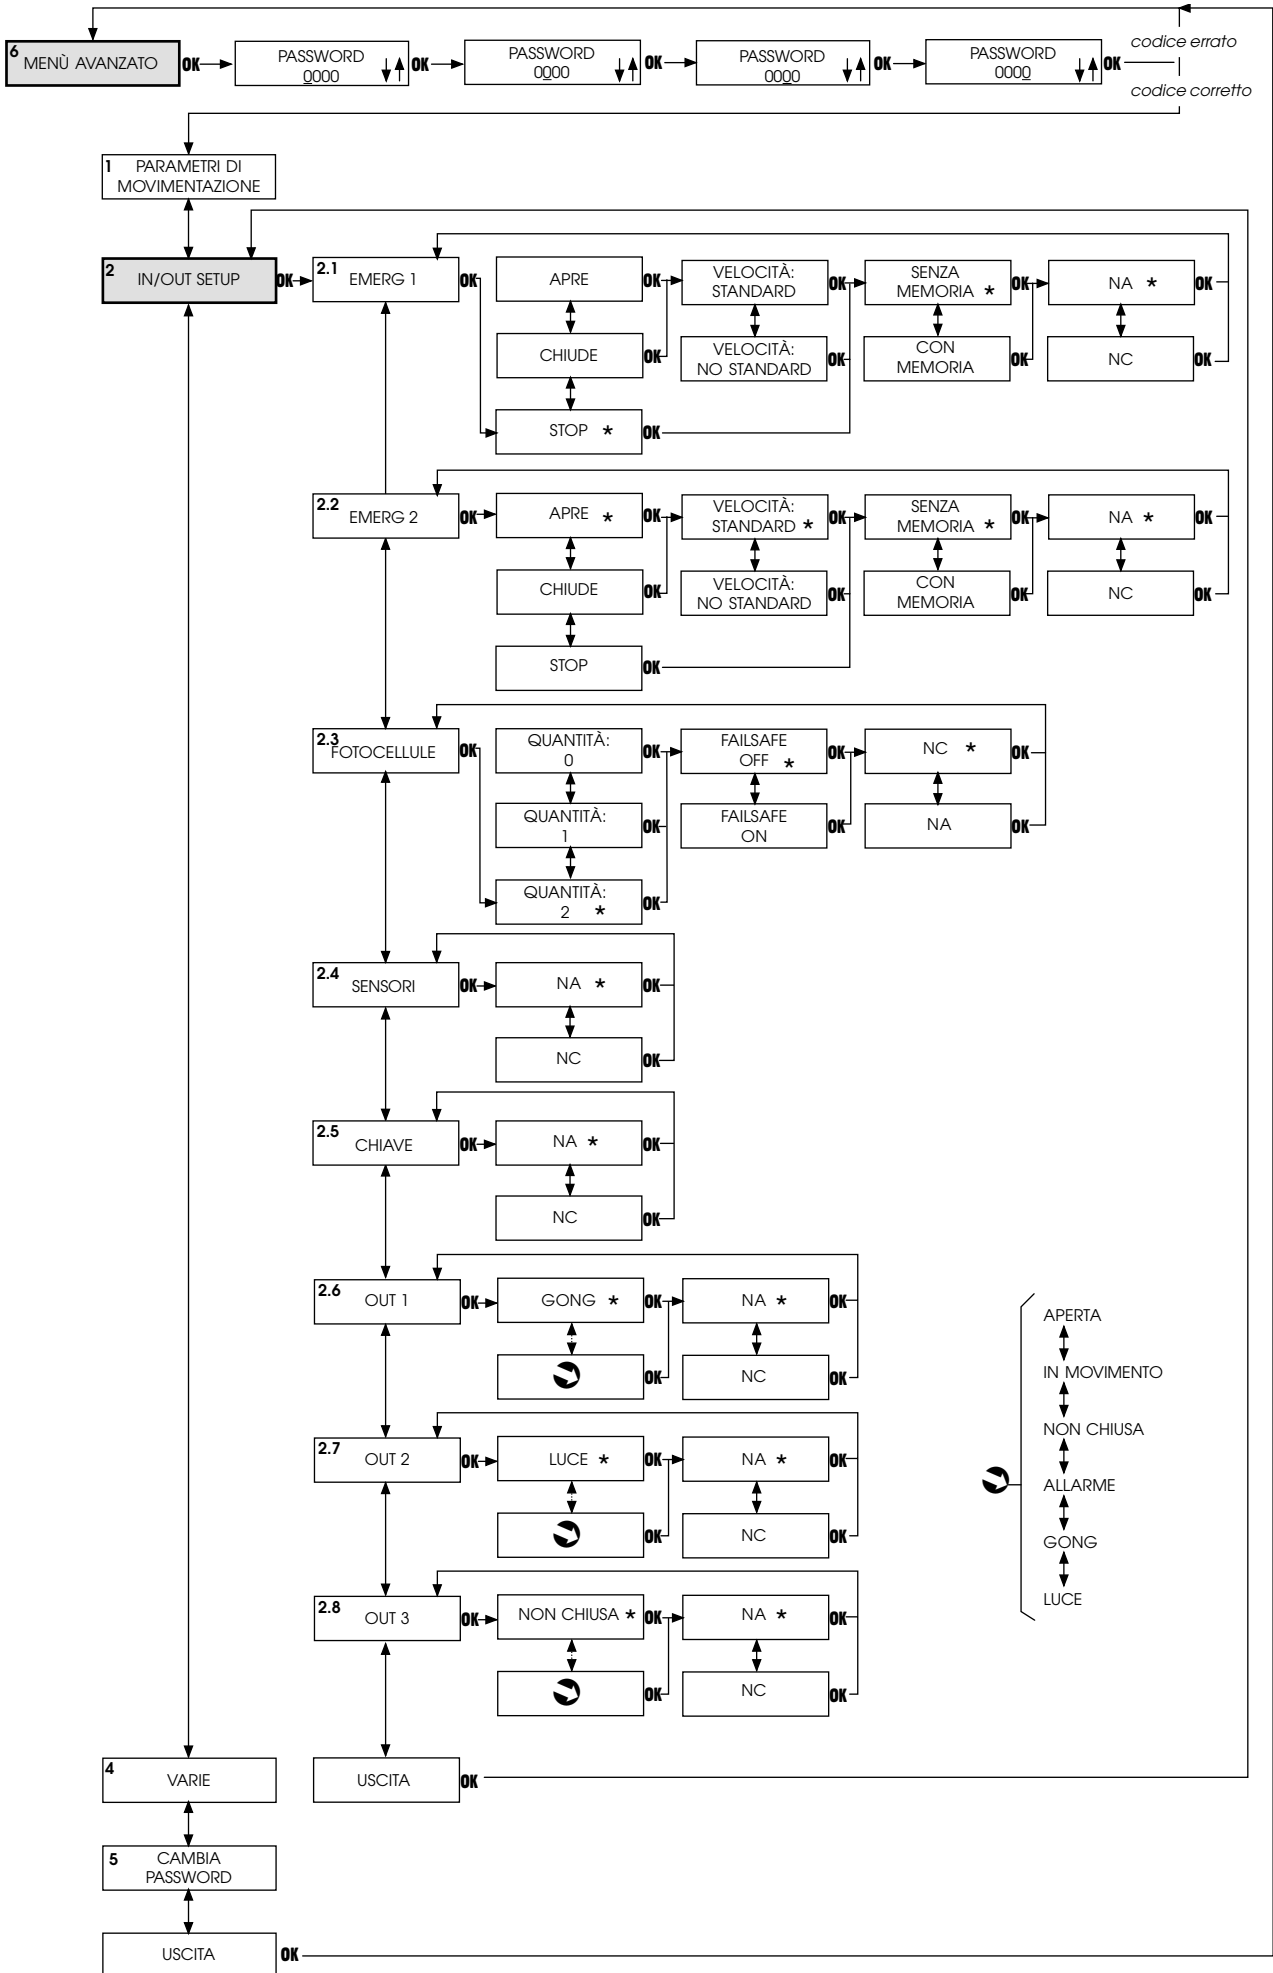 6
MENÙ AVANZATO
OK
PASSWORD
0000
OK
PASSWORD
0000
OK
PASSWORD
0000
OK
PASSWORD
0000
OK
codice errato
codice corretto
1
PARAMETRI DI
MOVIMENTAZIONE
2
IN/OUT SETUP
OK
2.1
EMERG 1
OK
APRE
OK
VELOCITÀ:
STANDARD
OK
SENZA
MEMORIA *
OK
NA *
OK
CHIUDE
OK
VELOCITÀ:
NO STANDARD
OK
CON
MEMORIA
OK
NC
OK
STOP *
OK
2.2
EMERG 2
OK
APRE *
OK
VELOCITÀ:
STANDARD *
OK
SENZA
MEMORIA *
OK
NA *
OK
CHIUDE
OK
VELOCITÀ:
NO STANDARD
OK
CON
MEMORIA
OK
NC
OK
STOP
OK
2.3
FOTOCELLULE
OK
QUANTITÀ:
0
OK
FAILSAFE
OFF *
OK
NC *
OK
QUANTITÀ:
1
OK
FAILSAFE
ON
OK
NA
OK
QUANTITÀ:
2 *
OK
2.4
SENSORI
OK
NA *
OK
NC
OK
2.5
CHIAVE
OK
NA *
OK
NC
OK
2.6
OUT 1
OK
GONG *
OK
NA *
OK
OK
NC
OK
2.7
OUT 2
OK
LUCE *
OK
NA *
OK
OK
NC
OK
2.8
OUT 3
OK
NON CHIUSA *
OK
NA *
OK
OK
NC
OK
APERTA
IN MOVIMENTO
NON CHIUSA
ALLARME
GONG
LUCE
4
VARIE
USCITA
OK
5
CAMBIA
PASSWORD
USCITA
OK